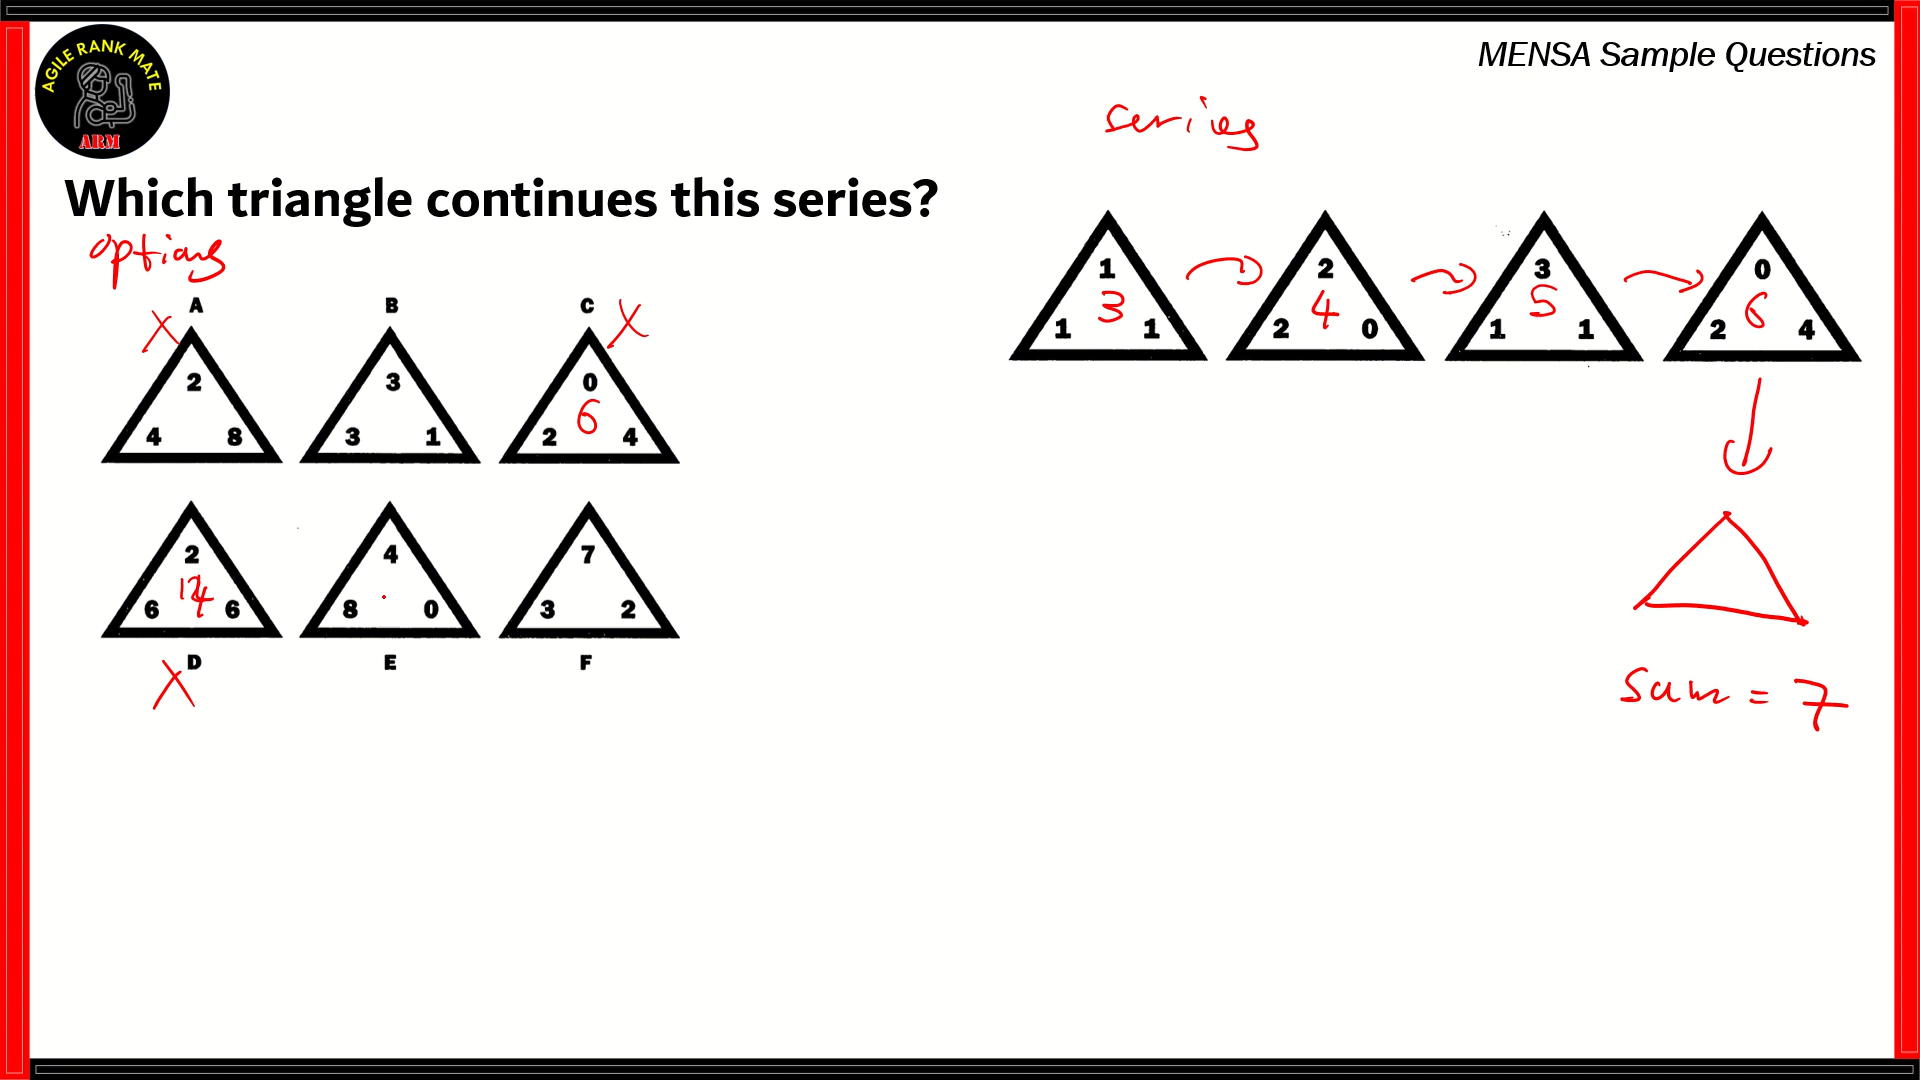 AGILE RANK MATE
ARM
MENSA Sample Questions
series
Which triangle continues this series?
options
A B C
2
4 8
3
3 1
0
6
2 4
2
14
6 6
4
8 0
7
3 2
D E F
1
3
1 1
2
4
2 0
3
5
1 1
0
6
2 4
sum = 7